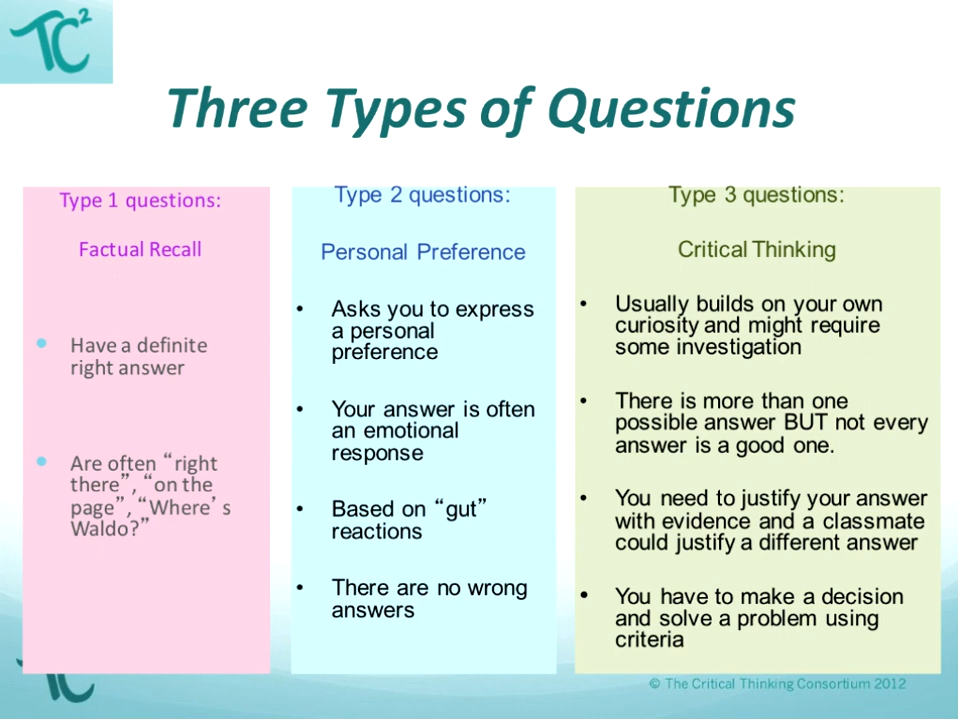 TC²
Three Types of Questions
Type 1 questions:
Factual Recall
• Have a definite
right answer
• Are often “right
there”, “on the
page”, “Where’s
Waldo?”
Type 2 questions:
Personal Preference
• Asks you to express
a personal
preference
• Your answer is often
an emotional
response
• Based on “gut”
reactions
• There are no wrong
answers
Type 3 questions:
Critical Thinking
• Usually builds on your own
curiosity and might require
some investigation
• There is more than one
possible answer BUT not every
answer is a good one.
• You need to justify your answer
with evidence and a classmate
could justify a different answer
• You have to make a decision
and solve a problem using
criteria
TC
© The Critical Thinking Consortium 2012